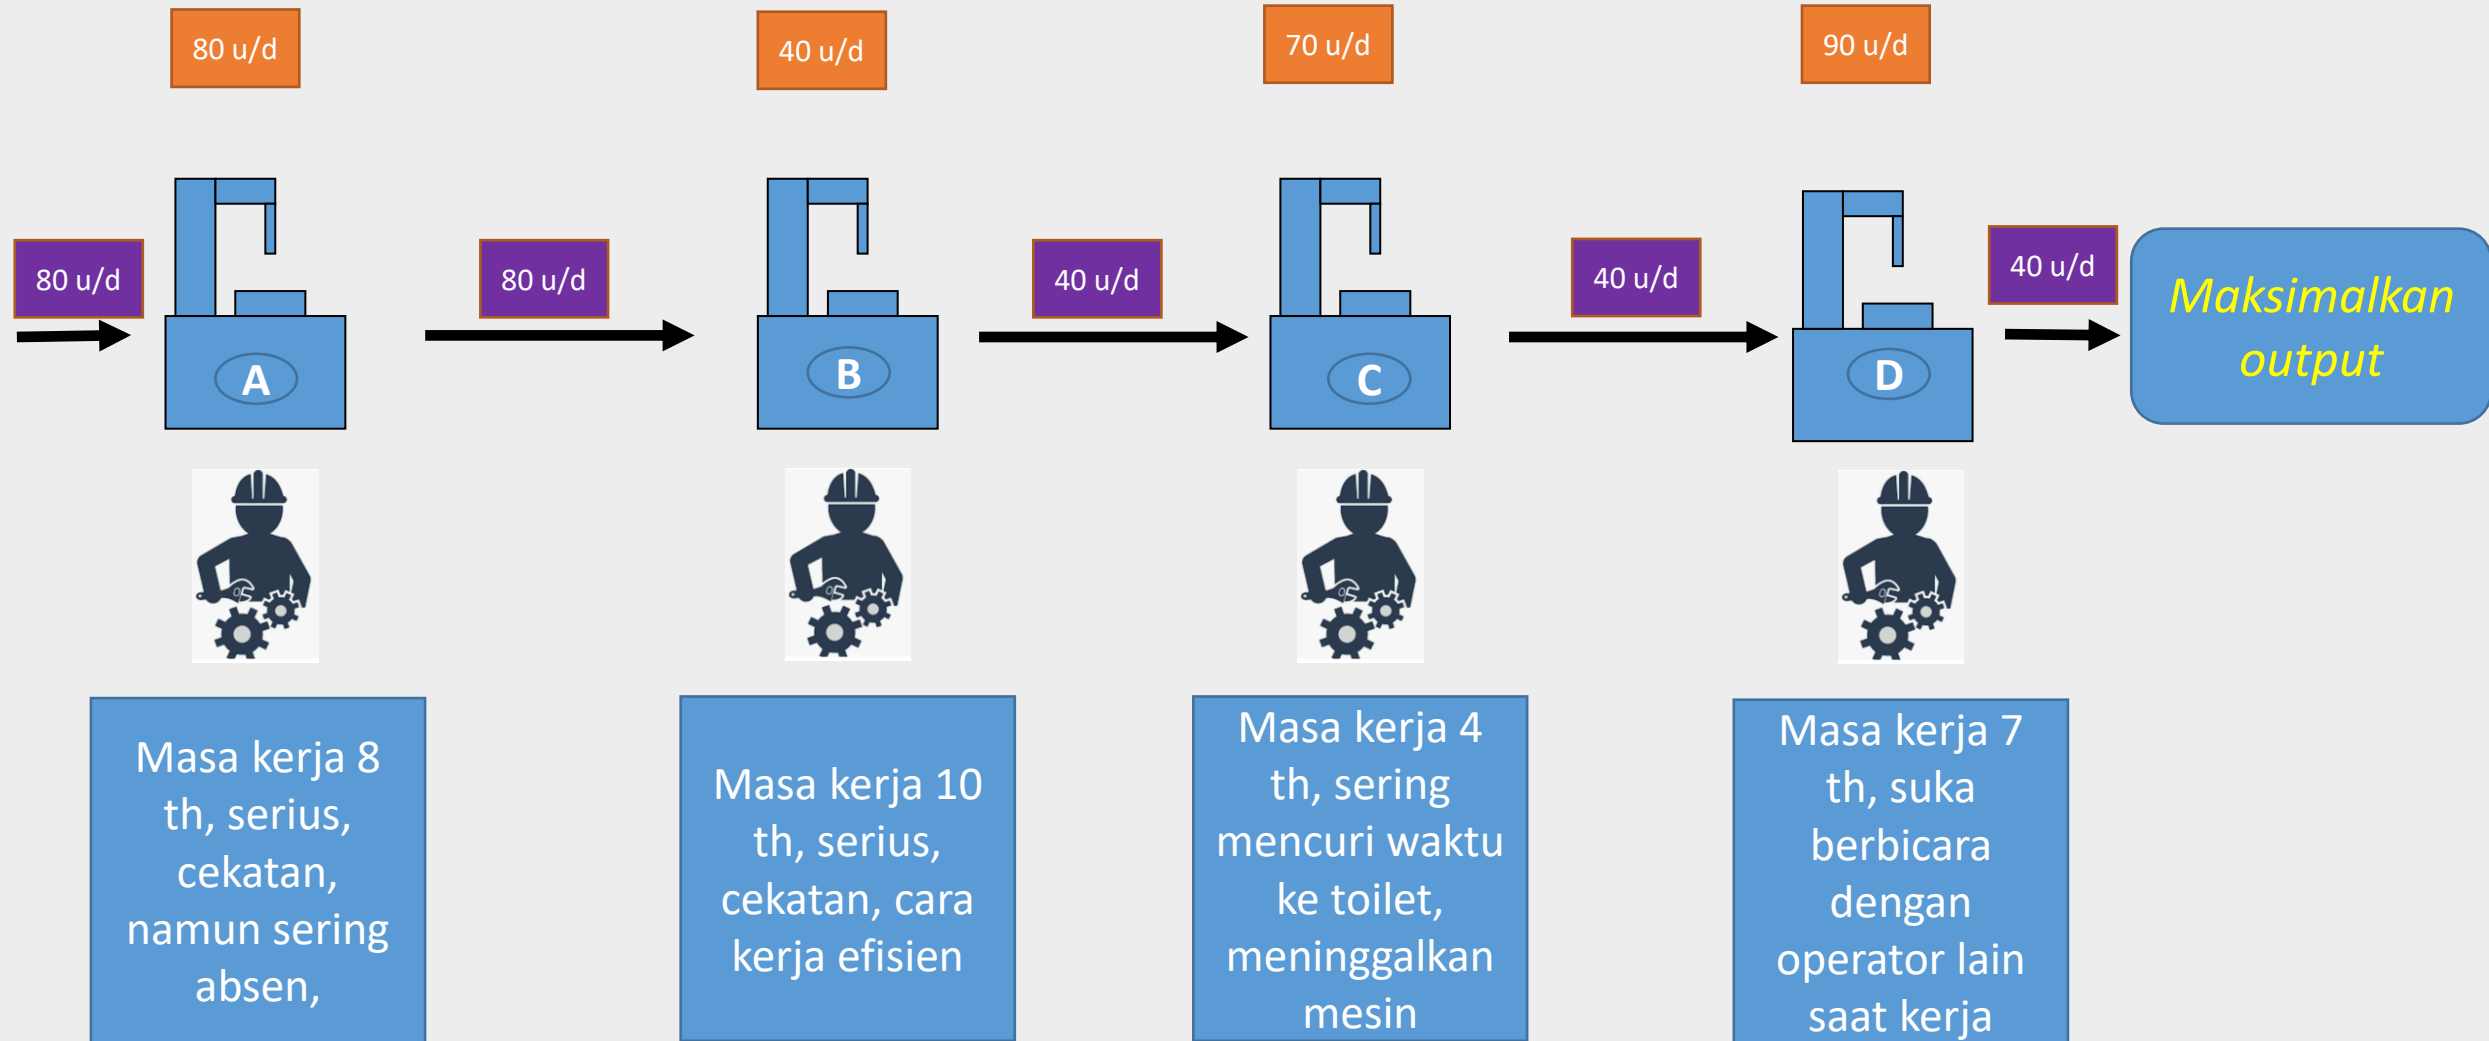 80 u/d
40 u/d
70 u/d
90 u/d
80 u/d
80 u/d
40 u/d
40 u/d
40 u/d
Maksimalkan
output
A
B
C
D
Masa kerja 8
th, serius,
cekatan,
namun sering
absen,
Masa kerja 10
th, serius,
cekatan, cara
kerja efisien
Masa kerja 4
th, sering
mencuri waktu
ke toilet,
meninggalkan
mesin
Masa kerja 7
th, suka
berbicara
dengan
operator lain
saat kerja